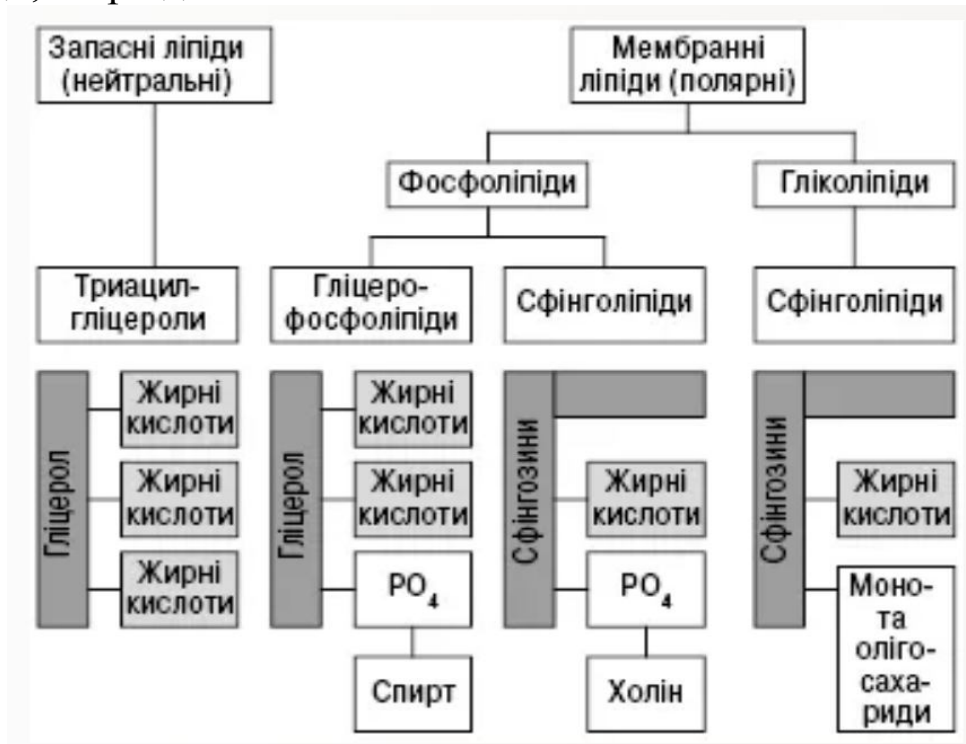 Запасні ліпіди
(нейтральні)
Мембранні
ліпіди (полярні)
Фосфоліпіди
Гліколіпіди
Триацил-
гліцероли
Гліцеро-
фосфоліпіди
Сфінголіпіди
Сфінголіпіди
Гліцерол
Жирні
кислоти
Жирні
кислоти
Жирні
кислоти
Гліцерол
Жирні
кислоти
Жирні
кислоти
PO4
Спирт
Сфінгозини
Жирні
кислоти
PO4
Холін
Сфінгозини
Жирні
кислоти
Моно-
та
оліго-
саха-
риди